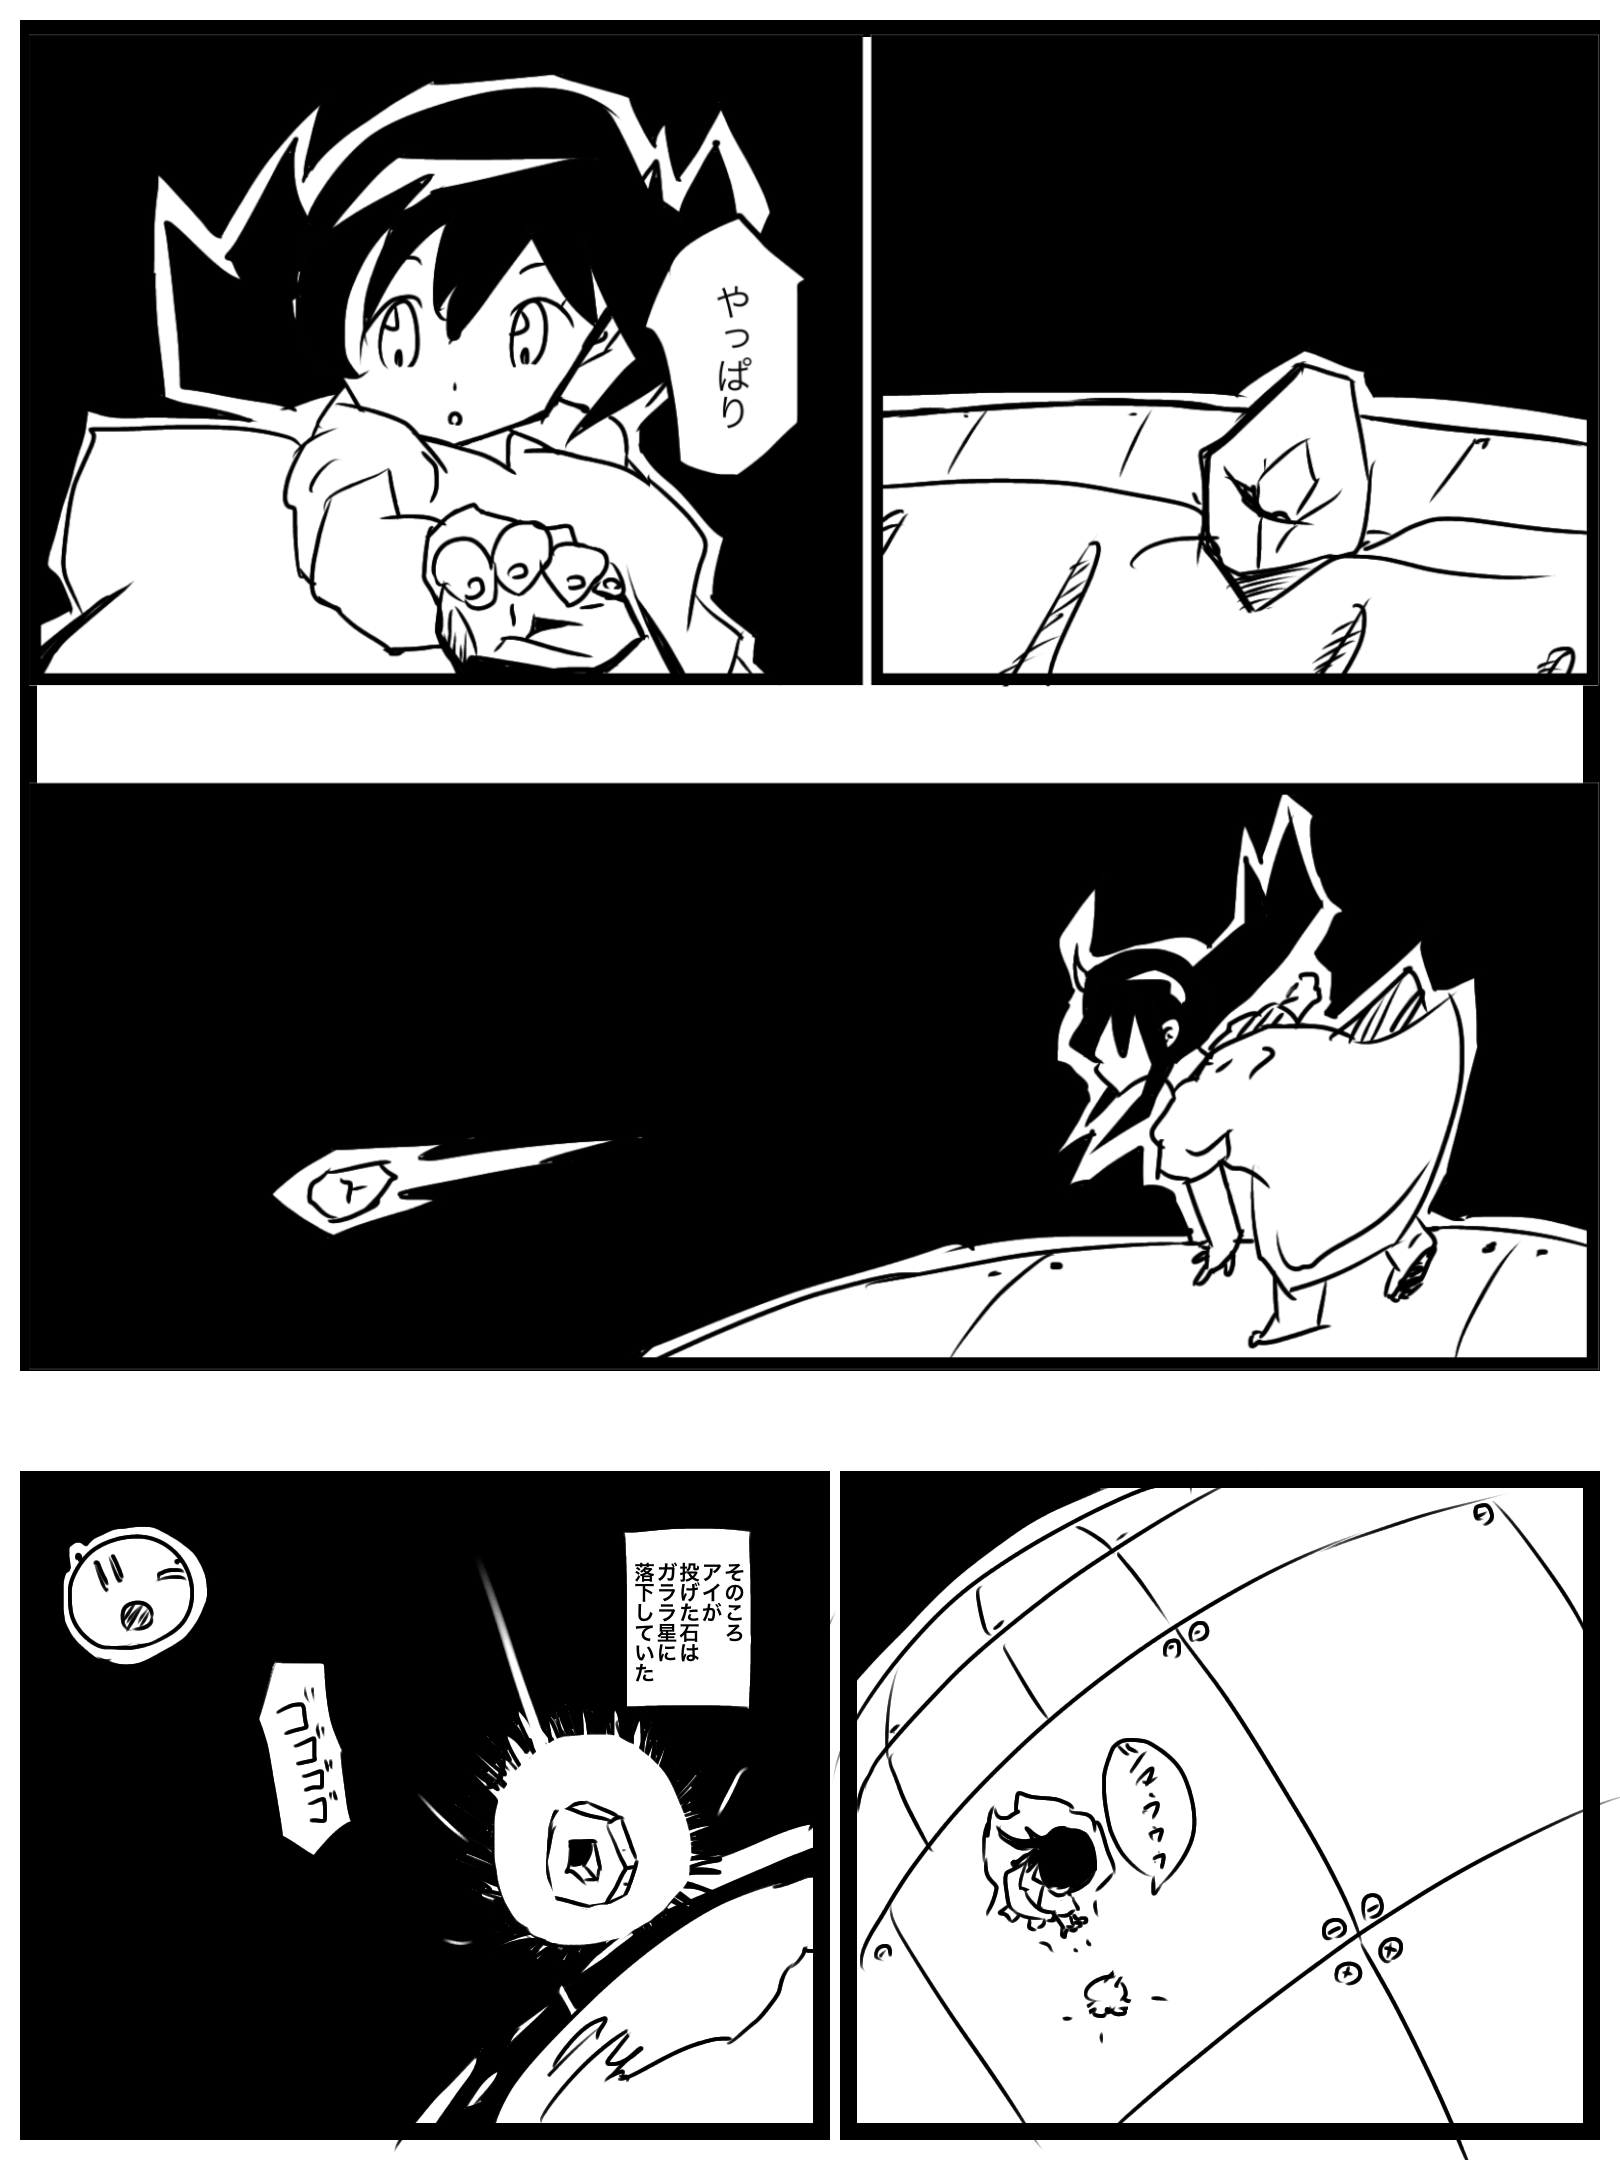 やっぱり
そのころ
アイが
投げた石は
ガララ星に
落下していた
ゴゴゴゴ